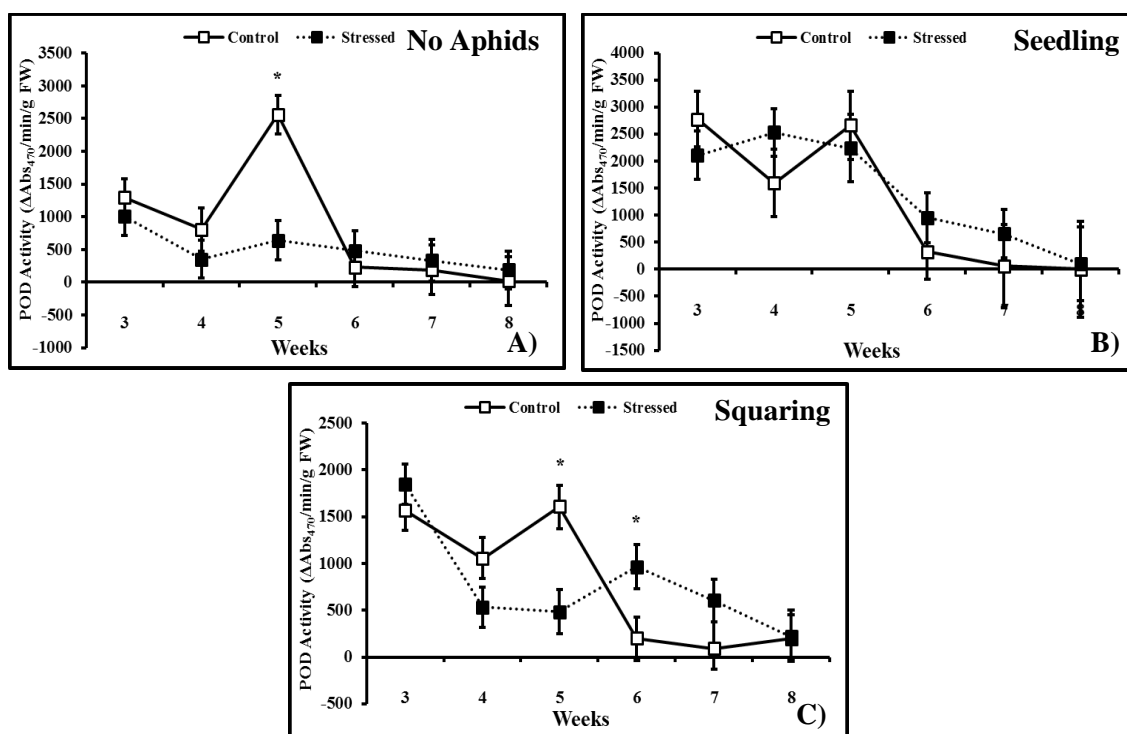 Control Stressed No Aphids
POD Activity (ΔAbs₄₇₀/min/g FW)
3500
3000
2500
2000
1500
1000
500
0
-500
-1000
*
3 4 5 6 7 8
Weeks
A)
Control Stressed Seedling
POD Activity (ΔAbs₄₇₀/min/g FW)
4000
3500
3000
2500
2000
1500
1000
500
0
-500
-1000
-1500
3 4 5 6 7 8
Weeks
B)
Control Stressed Squaring
POD Activity (ΔAbs₄₇₀/min/g FW)
2500
2000
1500
1000
500
0
-500
* *
3 4 5 6 7 8
Weeks
C)